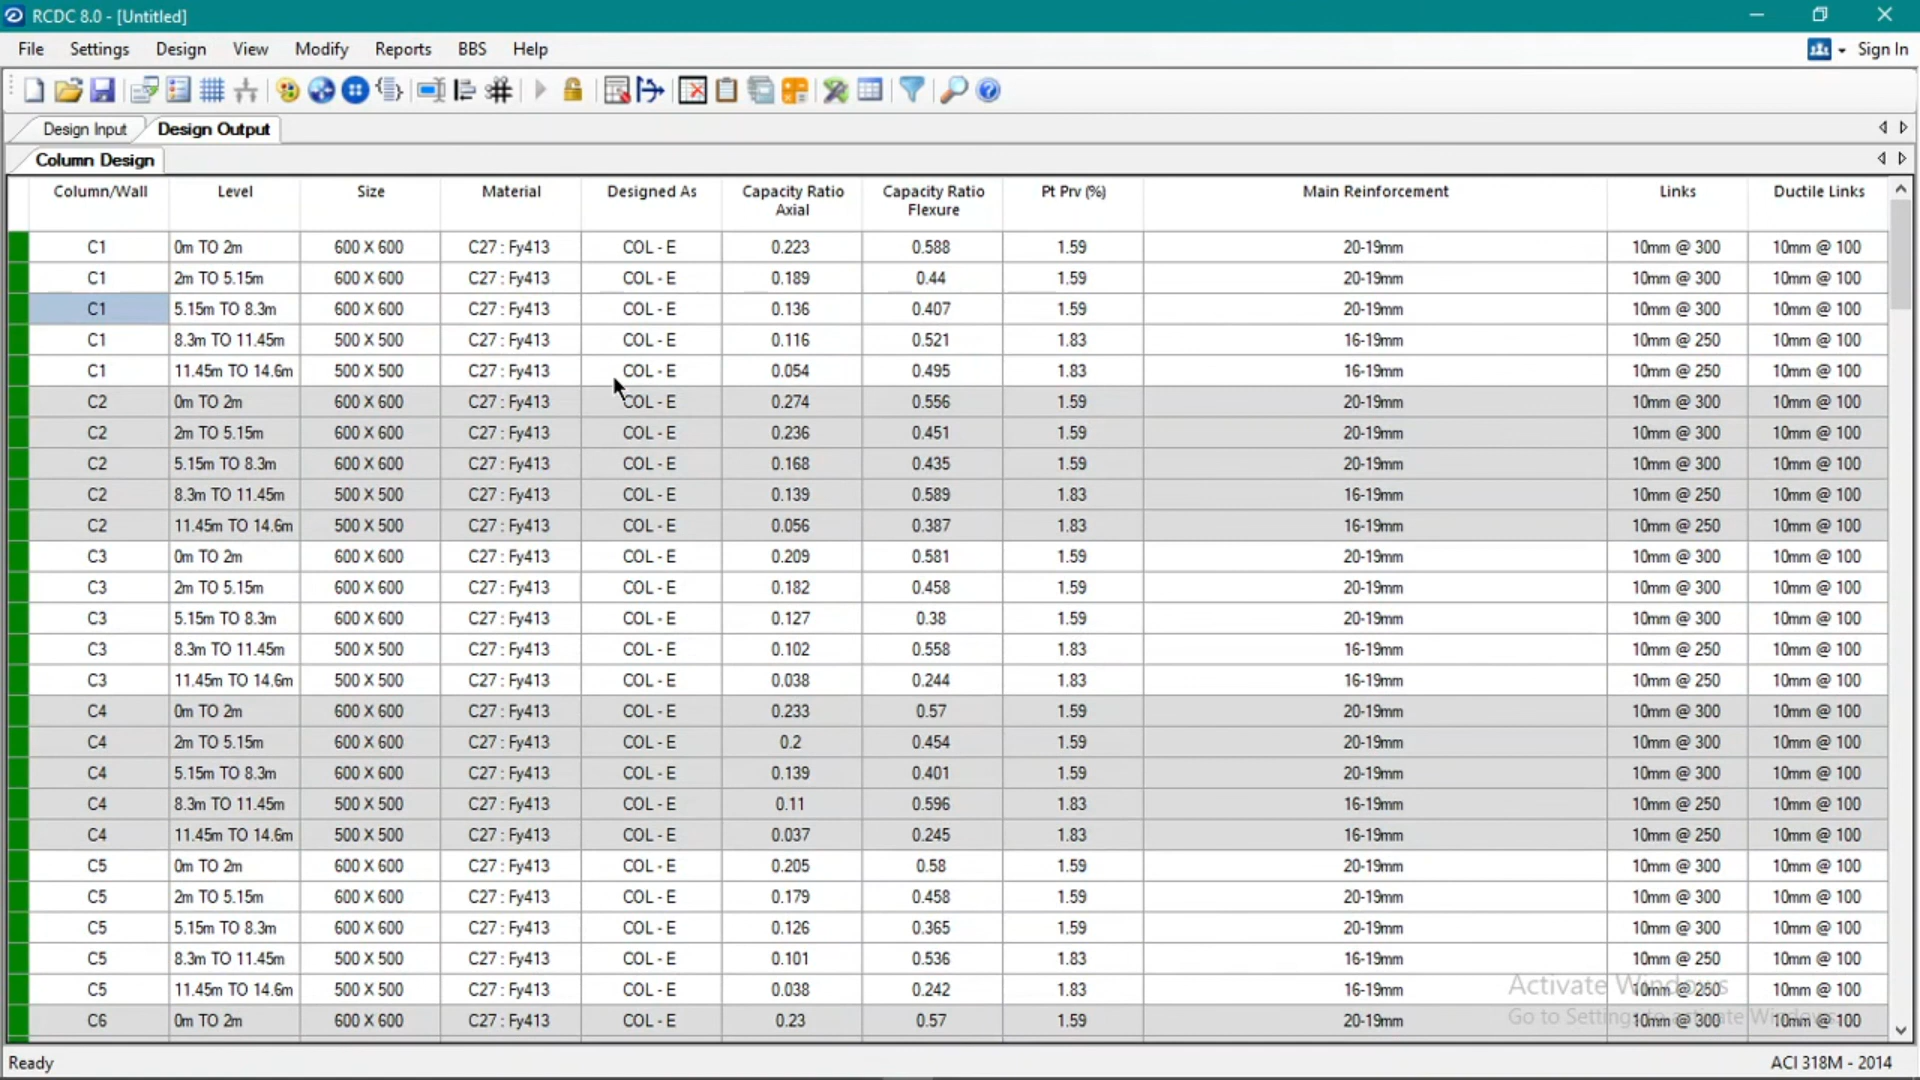 RCDC 8.0 - [Untitled]
File Settings Design View Modify Reports BBS Help Sign In
Design Input Design Output
Column Design
Column/Wall Level Size Material Designed As Capacity Ratio Axial Capacity Ratio Flexure Pt Prv (%) Main Reinforcement Links Ductile Links
C1 0m TO 2m 600 X 600 C27 : Fy413 COL - E 0.223 0.588 1.59 20-19mm 10mm @ 300 10mm @ 100
C1 2m TO 5.15m 600 X 600 C27 : Fy413 COL - E 0.189 0.44 1.59 20-19mm 10mm @ 300 10mm @ 100
C1 5.15m TO 8.3m 600 X 600 C27 : Fy413 COL - E 0.136 0.407 1.59 20-19mm 10mm @ 300 10mm @ 100
C1 8.3m TO 11.45m 500 X 500 C27 : Fy413 COL - E 0.116 0.521 1.83 16-19mm 10mm @ 250 10mm @ 100
C1 11.45m TO 14.6m 500 X 500 C27 : Fy413 COL - E 0.054 0.495 1.83 16-19mm 10mm @ 250 10mm @ 100
C2 0m TO 2m 600 X 600 C27 : Fy413 COL - E 0.274 0.556 1.59 20-19mm 10mm @ 300 10mm @ 100
C2 2m TO 5.15m 600 X 600 C27 : Fy413 COL - E 0.236 0.451 1.59 20-19mm 10mm @ 300 10mm @ 100
C2 5.15m TO 8.3m 600 X 600 C27 : Fy413 COL - E 0.168 0.435 1.59 20-19mm 10mm @ 300 10mm @ 100
C2 8.3m TO 11.45m 500 X 500 C27 : Fy413 COL - E 0.139 0.589 1.83 16-19mm 10mm @ 250 10mm @ 100
C2 11.45m TO 14.6m 500 X 500 C27 : Fy413 COL - E 0.056 0.387 1.83 16-19mm 10mm @ 250 10mm @ 100
C3 0m TO 2m 600 X 600 C27 : Fy413 COL - E 0.209 0.581 1.59 20-19mm 10mm @ 300 10mm @ 100
C3 2m TO 5.15m 600 X 600 C27 : Fy413 COL - E 0.182 0.458 1.59 20-19mm 10mm @ 300 10mm @ 100
C3 5.15m TO 8.3m 600 X 600 C27 : Fy413 COL - E 0.127 0.38 1.59 20-19mm 10mm @ 300 10mm @ 100
C3 8.3m TO 11.45m 500 X 500 C27 : Fy413 COL - E 0.102 0.558 1.83 16-19mm 10mm @ 250 10mm @ 100
C3 11.45m TO 14.6m 500 X 500 C27 : Fy413 COL - E 0.038 0.244 1.83 16-19mm 10mm @ 250 10mm @ 100
C4 0m TO 2m 600 X 600 C27 : Fy413 COL - E 0.233 0.57 1.59 20-19mm 10mm @ 300 10mm @ 100
C4 2m TO 5.15m 600 X 600 C27 : Fy413 COL - E 0.2 0.454 1.59 20-19mm 10mm @ 300 10mm @ 100
C4 5.15m TO 8.3m 600 X 600 C27 : Fy413 COL - E 0.139 0.401 1.59 20-19mm 10mm @ 300 10mm @ 100
C4 8.3m TO 11.45m 500 X 500 C27 : Fy413 COL - E 0.11 0.596 1.83 16-19mm 10mm @ 250 10mm @ 100
C4 11.45m TO 14.6m 500 X 500 C27 : Fy413 COL - E 0.037 0.245 1.83 16-19mm 10mm @ 250 10mm @ 100
C5 0m TO 2m 600 X 600 C27 : Fy413 COL - E 0.205 0.58 1.59 20-19mm 10mm @ 300 10mm @ 100
C5 2m TO 5.15m 600 X 600 C27 : Fy413 COL - E 0.179 0.458 1.59 20-19mm 10mm @ 300 10mm @ 100
C5 5.15m TO 8.3m 600 X 600 C27 : Fy413 COL - E 0.126 0.365 1.59 20-19mm 10mm @ 300 10mm @ 100
C5 8.3m TO 11.45m 500 X 500 C27 : Fy413 COL - E 0.101 0.536 1.83 16-19mm 10mm @ 250 10mm @ 100
C5 11.45m TO 14.6m 500 X 500 C27 : Fy413 COL - E 0.038 0.242 1.83 16-19mm 10mm @ 250 10mm @ 100
C6 0m TO 2m 600 X 600 C27 : Fy413 COL - E 0.23 0.57 1.59 20-19mm 10mm @ 300 10mm @ 100
Activate Windows
Go to Settings to activate Windows.
Ready ACI 318M - 2014